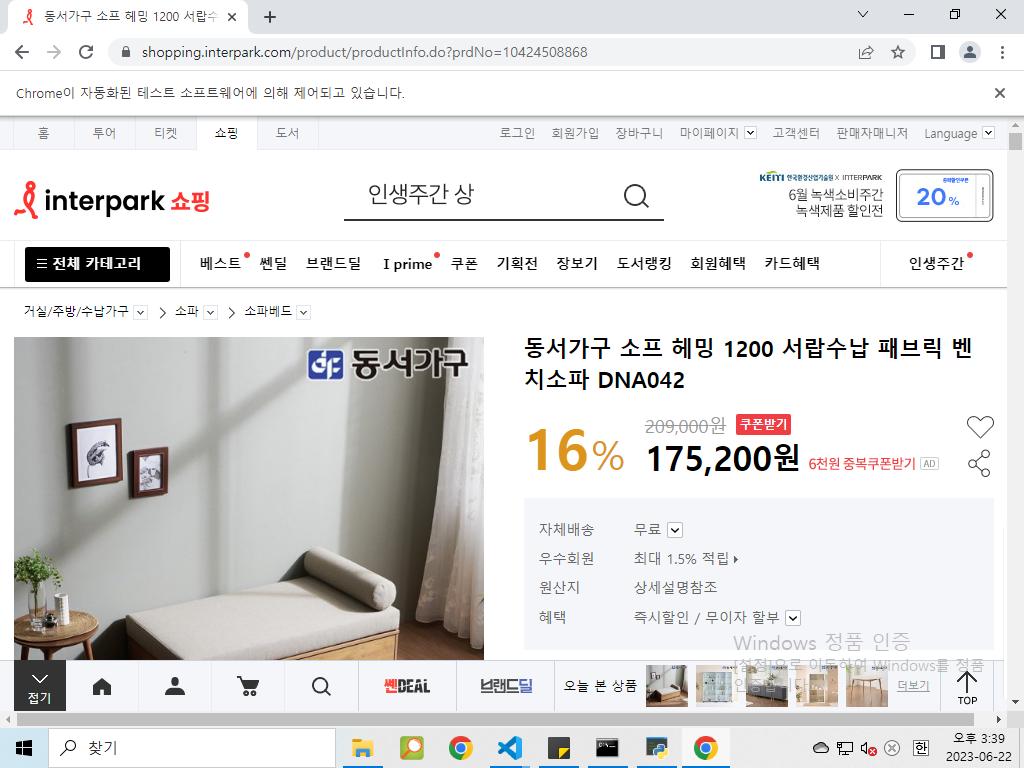 동서가구 소프 헤밍 1200 서랍수
shopping.interpark.com/product/productInfo.do?prdNo=10424508868
Chrome이 자동화된 테스트 소프트웨어에 의해 제어되고 있습니다.
홈 투어 티켓 쇼핑 도서 로그인 회원가입 장바구니 마이페이지 고객센터 판매자매니저 Language
interpark 쇼핑 인생주간 상
KEITI 한국환경산업기술원 X INTERPARK
6월 녹색소비주간
녹색제품 할인전
중복할인쿠폰
20%
전체 카테고리 베스트 쎈딜 브랜드딜 I prime 쿠폰 기획전 장보기 도서랭킹 회원혜택 카드혜택 인생주간
거실/주방/수납가구 소파 소파베드
동서가구
동서가구 소프 헤밍 1200 서랍수납 패브릭 벤
치소파 DNA042
16% 209,000원 쿠폰받기
175,200원 6천원 중복쿠폰받기 AD
자체배송 무료
우수회원 최대 1.5% 적립
원산지 상세설명참조
혜택 즉시할인 / 무이자 할부
Windows 정품 인증
[설정]으로 이동하여 Windows를 정품
인증합니다.
접기 쎈DEAL 브랜드딜 오늘 본 상품 더보기 TOP
찾기
한
오후 3:39
2023-06-22